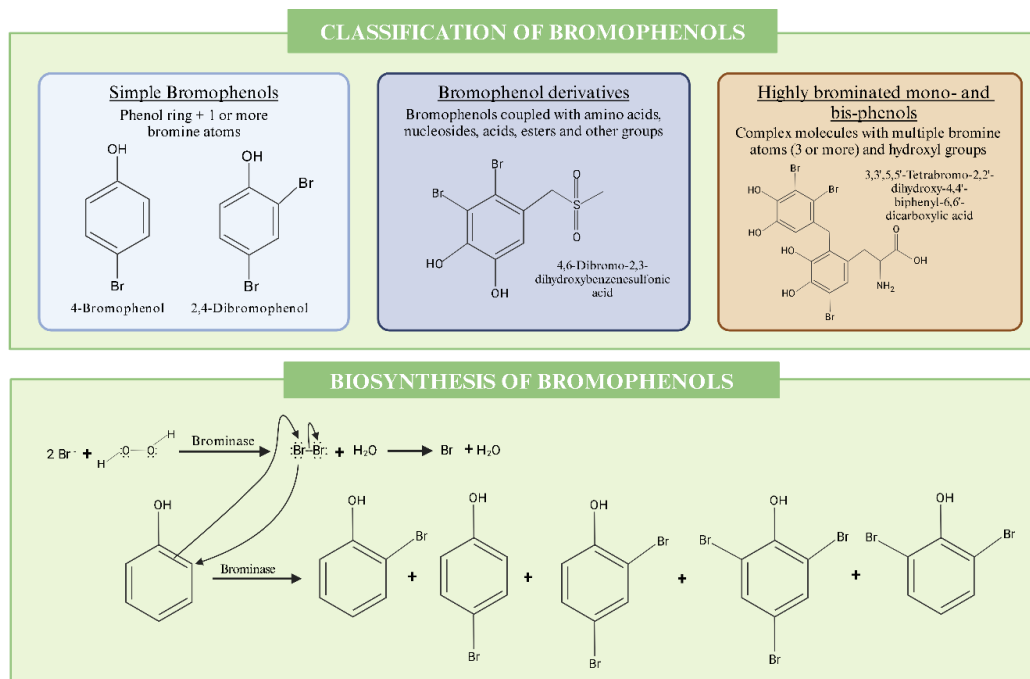 CLASSIFICATION OF BROMOPHENOLS
Simple Bromophenols
Phenol ring + 1 or more
bromine atoms
OH
Br
4-Bromophenol
OH
Br
Br
2,4-Dibromophenol
Bromophenol derivatives
Bromophenols coupled with amino acids,
nucleosides, acids, esters and other groups
Br
Br
O
S
O
HO
OH
4,6-Dibromo-2,3-
dihydroxybenzenesulfonic
acid
Highly brominated mono- and
bis-phenols
Complex molecules with multiple bromine
atoms (3 or more) and hydroxyl groups
Br
HO
Br
HO
HO
O
OH
HO
NH₂
Br
3,3',5,5'-Tetrabromo-2,2'-
dihydroxy-4,4'-
biphenyl-6,6'-
dicarboxylic acid
BIOSYNTHESIS OF BROMOPHENOLS
2 Br⁻ + H O O H Brominase :Br–Br: + H₂O Br + H₂O
OH
Brominase
OH
Br
+
OH
Br
+
OH
Br
Br
+
OH
Br
Br
Br
+
OH
Br
Br